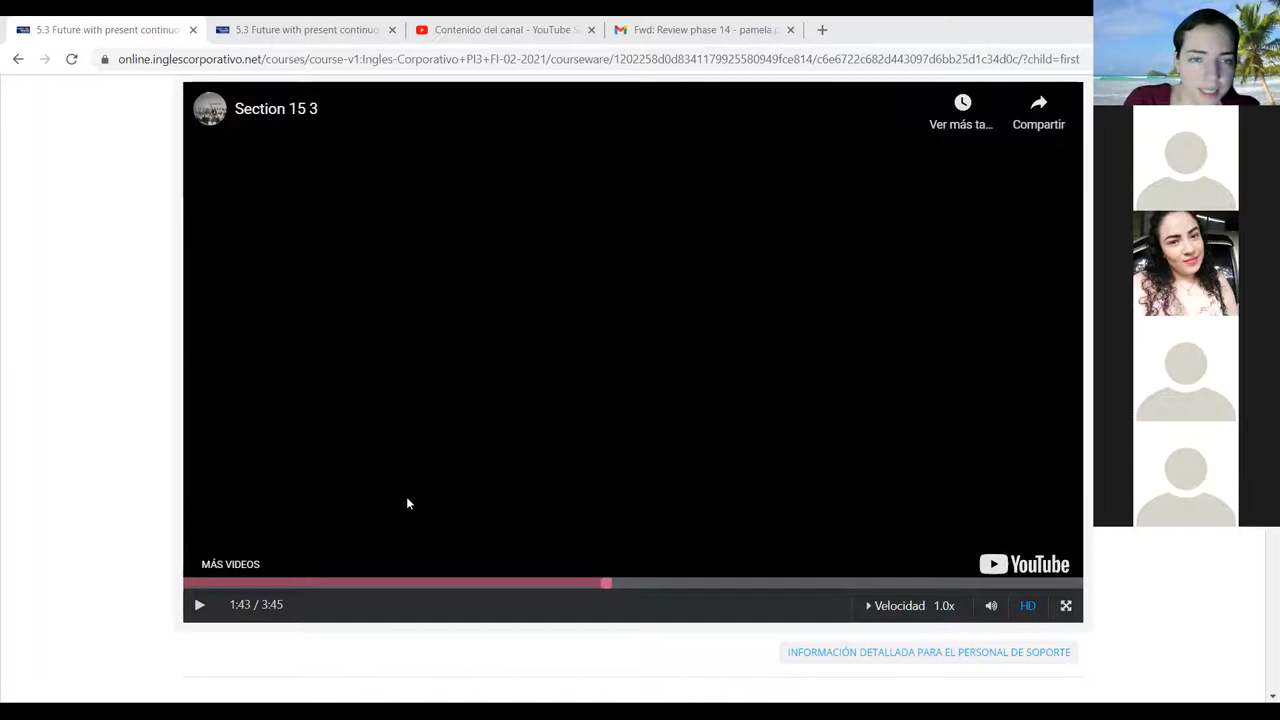 5.3 Future with present continuo
5.3 Future with present continuo
Contenido del canal - YouTube S
Fwd: Review phase 14 - pamela.p
online.inglescorporativo.net/courses/course-v1:Ingles-Corporativo+PI3+FI-02-2021/courseware/1202258d0d8341179925580949fce814/c6e6722c682d443097d6bb25d1c34d0c/?child=first
Section 15 3
Ver más ta...
Compartir
MÁS VIDEOS
YouTube
1:43 / 3:45
Velocidad 1.0x
HD
INFORMACIÓN DETALLADA PARA EL PERSONAL DE SOPORTE